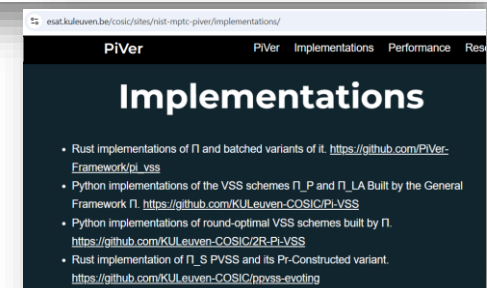 esat.kuleuven.be/cosic/sites/nist-mptc-piver/implementations/
PiVer PiVer Implementations Performance
Implementations
• Rust implementations of Π and batched variants of it. https://github.com/PiVer-
Framework/pi_vss
• Python implementations of the VSS schemes Π_P and Π_LA Built by the General
Framework Π. https://github.com/KULeuven-COSIC/Pi-VSS
• Python implementations of round-optimal VSS schemes built by Π.
https://github.com/KULeuven-COSIC/2R-Pi-VSS
• Rust implementation of Π_S PVSS and its Pr-Constructed variant.
https://github.com/KULeuven-COSIC/ppvss-evoting